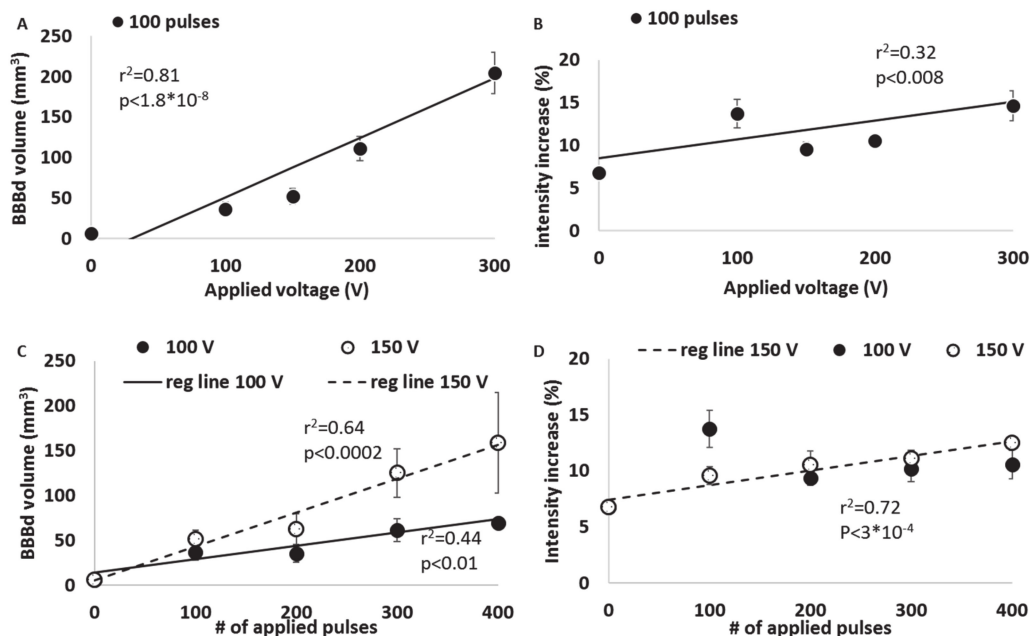 A
100 pulses
BBBd volume (mm³)
250
200
150
100
50
0
r²=0.81
p<1.8*10⁻⁸
0
100
200
300
Applied voltage (V)
B
100 pulses
intensity increase (%)
20
15
10
5
0
r²=0.32
p<0.008
0
100
200
300
Applied voltage (V)
C
100 V
150 V
reg line 100 V
reg line 150 V
BBBd volume (mm³)
250
200
150
100
50
0
r²=0.64
p<0.0002
r²=0.44
p<0.01
0
100
200
300
400
# of applied pulses
D
reg line 150 V
100 V
150 V
Intensity increase (%)
20
15
10
5
0
r²=0.72
P<3*10⁻⁴
0
100
200
300
400
# of applied pulses